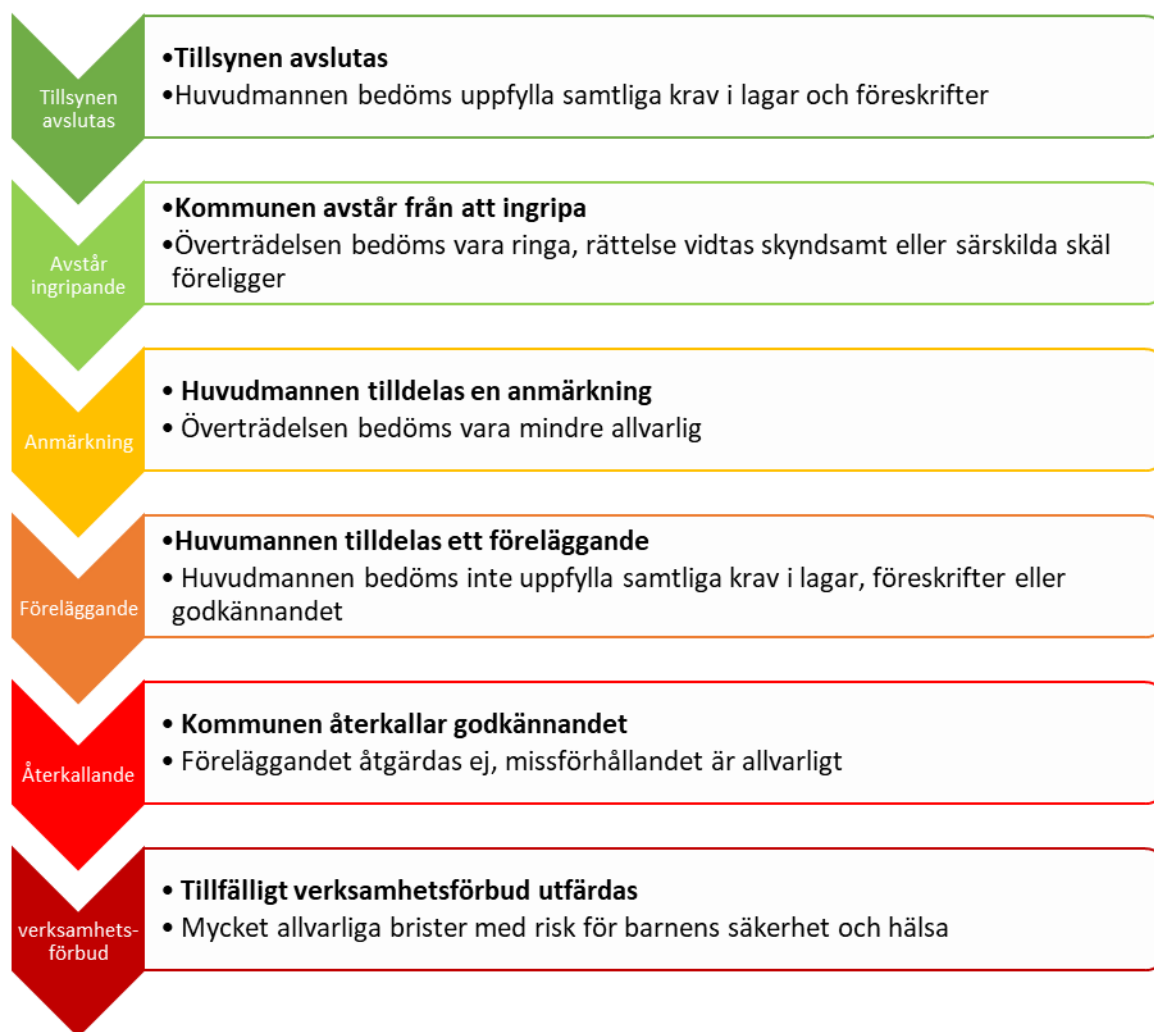 Tillsynen
avslutas
•Tillsynen avslutas
•Huvudmannen bedöms uppfylla samtliga krav i lagar och föreskrifter
Avstår
ingripande
•Kommunen avstår från att ingripa
•Överträdelsen bedöms vara ringa, rättelse vidtas skyndsamt eller särskilda skäl
föreligger
Anmärkning
• Huvudmannen tilldelas en anmärkning
• Överträdelsen bedöms vara mindre allvarlig
Föreläggande
•Huvumannen tilldelas ett föreläggande
• Huvudmannen bedöms inte uppfylla samtliga krav i lagar, föreskrifter eller
godkännandet
Återkallande
• Kommunen återkallar godkännandet
• Föreläggandet åtgärdas ej, missförhållandet är allvarligt
verksamhets-
förbud
• Tillfälligt verksamhetsförbud utfärdas
• Mycket allvarliga brister med risk för barnens säkerhet och hälsa